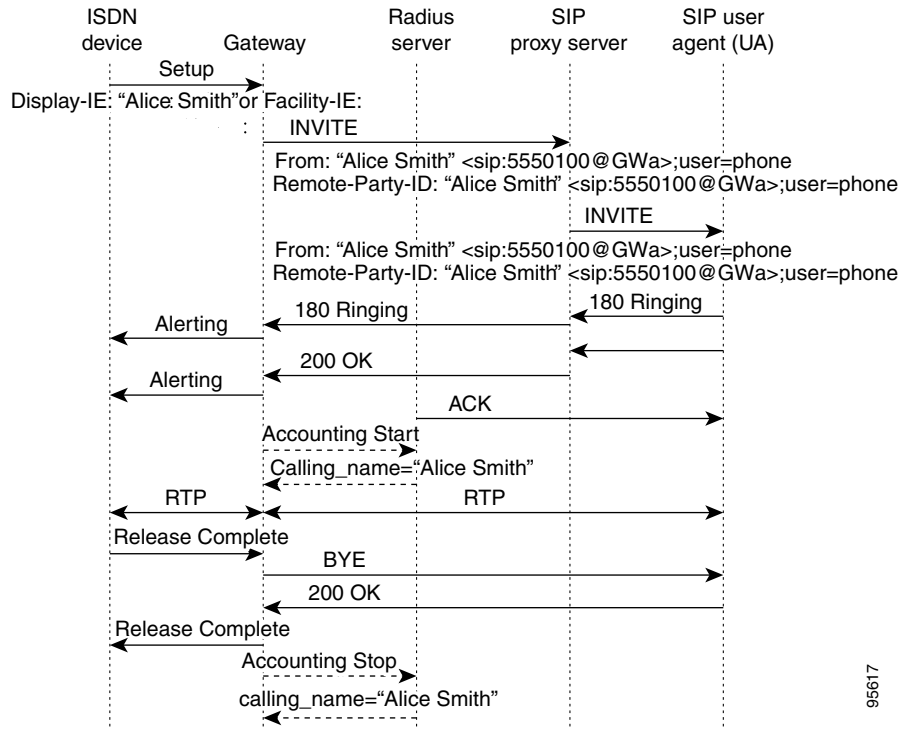 ISDN device
Gateway
Radius server
SIP proxy server
SIP user agent (UA)
Setup
Display-IE: “Alice Smith”or Facility-IE:
:
INVITE
From: “Alice Smith” <sip:5550100@GWa>;user=phone
Remote-Party-ID: “Alice Smith” <sip:5550100@GWa>;user=phone
INVITE
From: “Alice Smith” <sip:5550100@GWa>;user=phone
Remote-Party-ID: “Alice Smith” <sip:5550100@GWa>;user=phone
180 Ringing
180 Ringing
Alerting
200 OK
Alerting
ACK
Accounting Start
Calling_name=“Alice Smith”
RTP
RTP
Release Complete
BYE
200 OK
Release Complete
Accounting Stop
calling_name=“Alice Smith”
95617